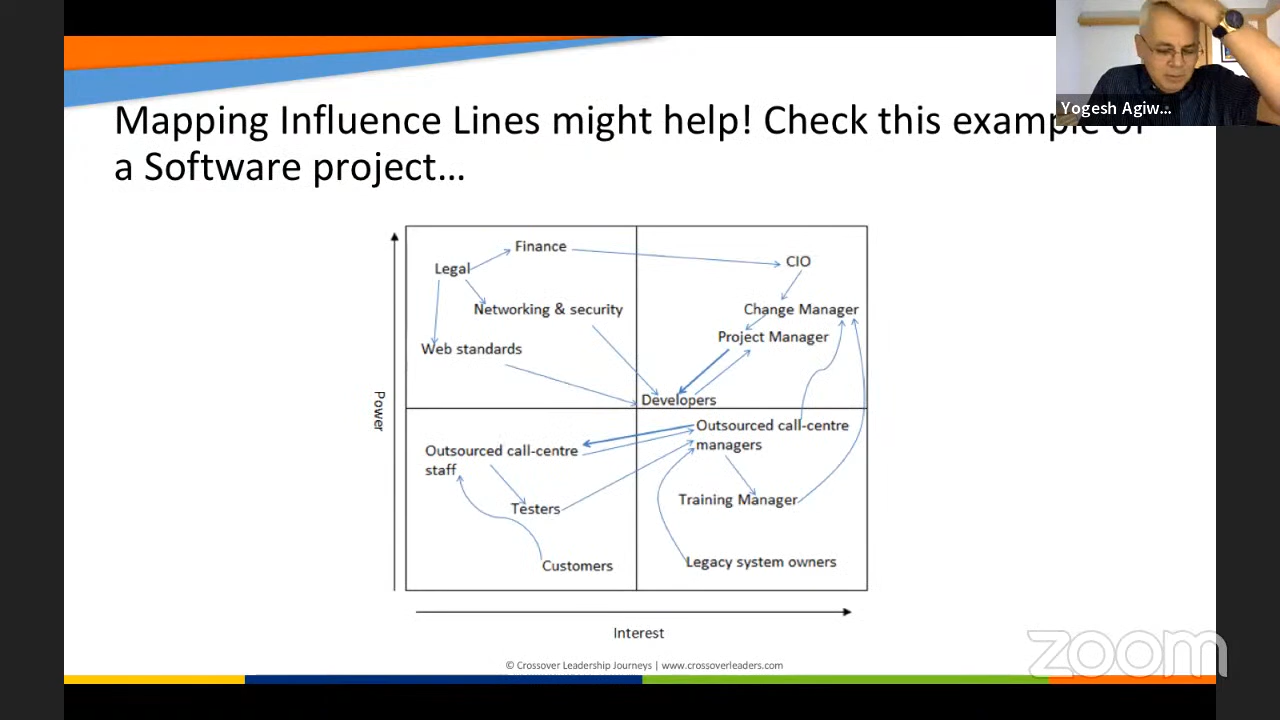 Yogesh Agiw...
Mapping Influence Lines might help! Check this example of
a Software project...
Finance
CIO
Legal
Networking & security
Change Manager
Project Manager
Web standards
Developers
Power
Outsourced call-centre
managers
Outsourced call-centre
staff
Training Manager
Testers
Legacy system owners
Customers
Interest
zoom
© Crossover Leadership Journeys | www.crossoverleaders.com